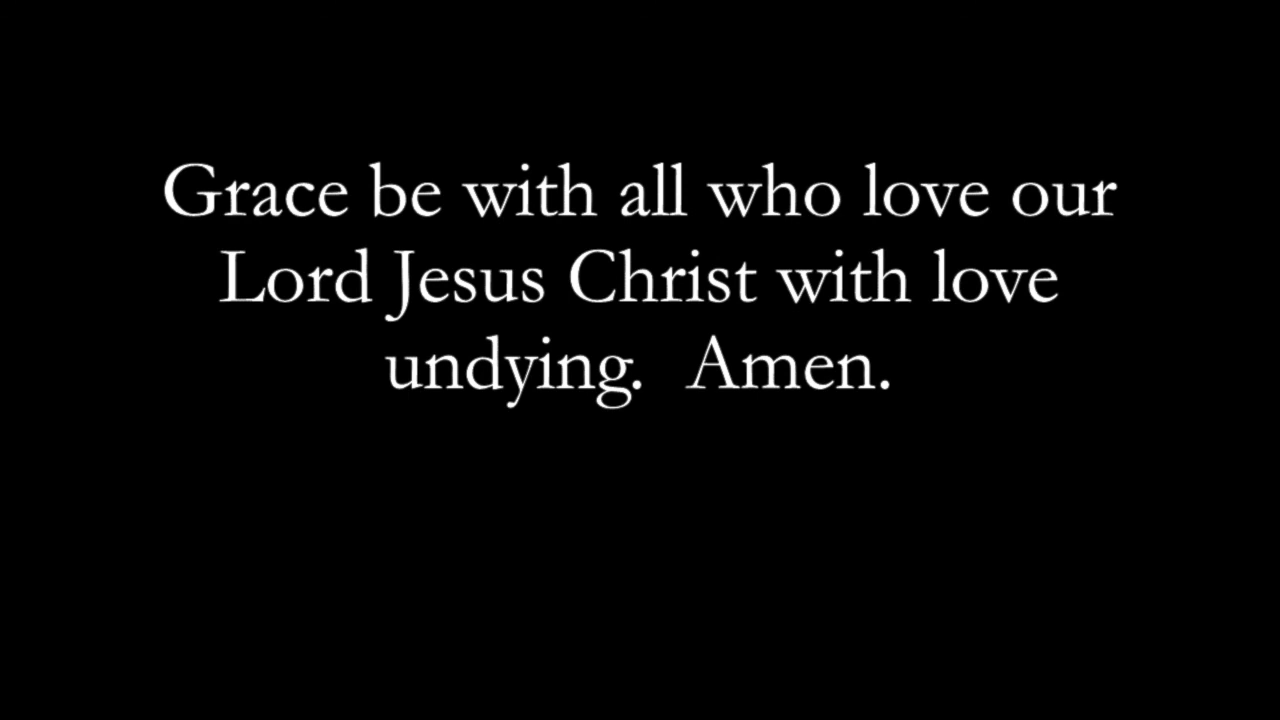 Grace be with all who love our
Lord Jesus Christ with love
undying.  Amen.